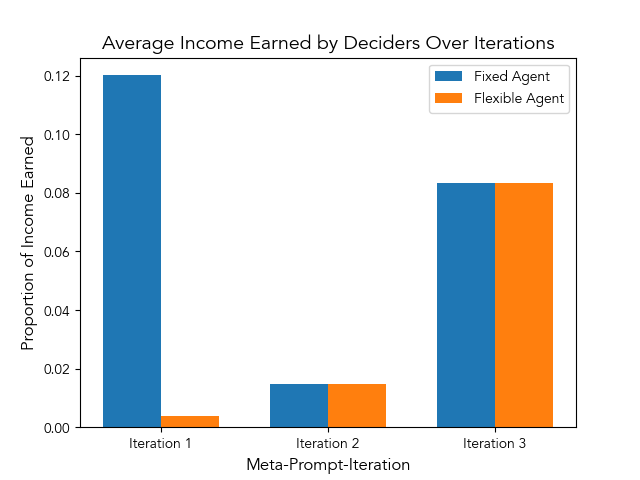 Average Income Earned by Deciders Over Iterations
Fixed Agent
Flexible Agent
Proportion of Income Earned
0.12
0.10
0.08
0.06
0.04
0.02
0.00
Iteration 1
Iteration 2
Iteration 3
Meta-Prompt-Iteration